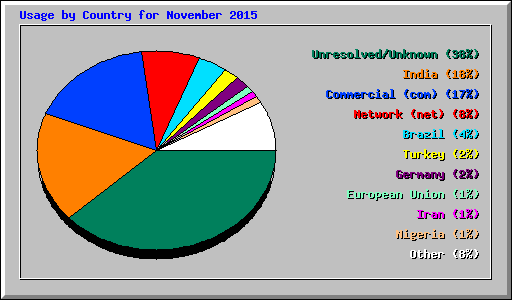 Usage by Country for November 2015
Unresolved/Unknown (38%)
India (18%)
Commercial (com) (17%)
Network (net) (8%)
Brazil (4%)
Turkey (2%)
Germany (2%)
European Union (1%)
Iran (1%)
Nigeria (1%)
Other (8%)